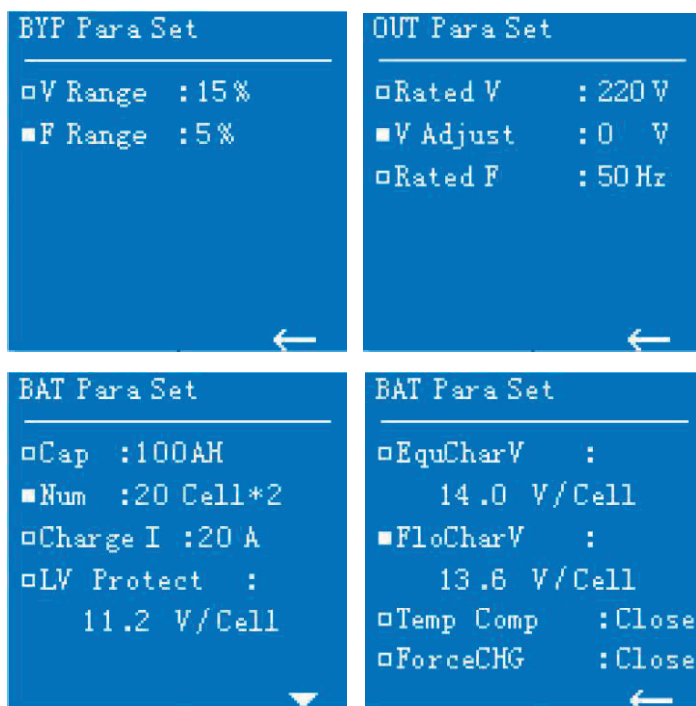 BYP Para Set
V Range :15%
F Range :5%
OUT Para Set
Rated V :220 V
V Adjust :0 V
Rated F :50 Hz
BAT Para Set
Cap :100AH
Num :20 Cell*2
Charge I :20 A
LV Protect :
11.2 V/Cell
BAT Para Set
EquCharV :
14.0 V/Cell
FloCharV :
13.6 V/Cell
Temp Comp :Close
ForceCHG :Close